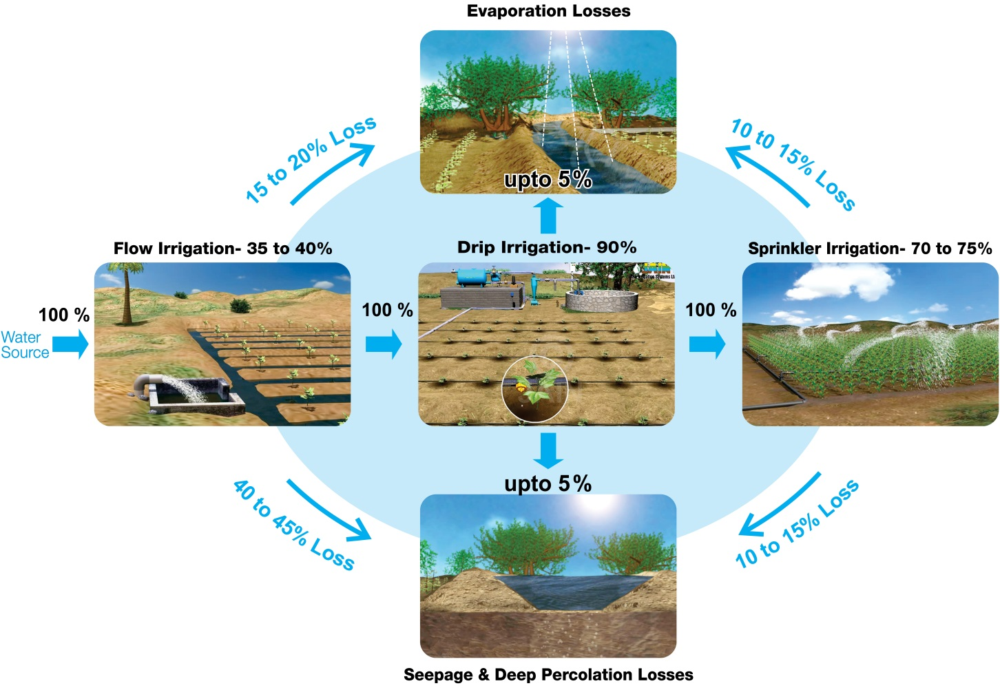 Evaporation Losses
15 to 20% Loss
10 t0 15% Loss
upto 5%
Flow Irrigation- 35 to 40%
Drip Irrigation- 90%
Sprinkler Irrigation- 70 to 75%
100 %
Water
Source
100 %
100 %
upto 5%
40 to 45% Loss
10 to 15% Loss
Seepage & Deep Percolation Losses